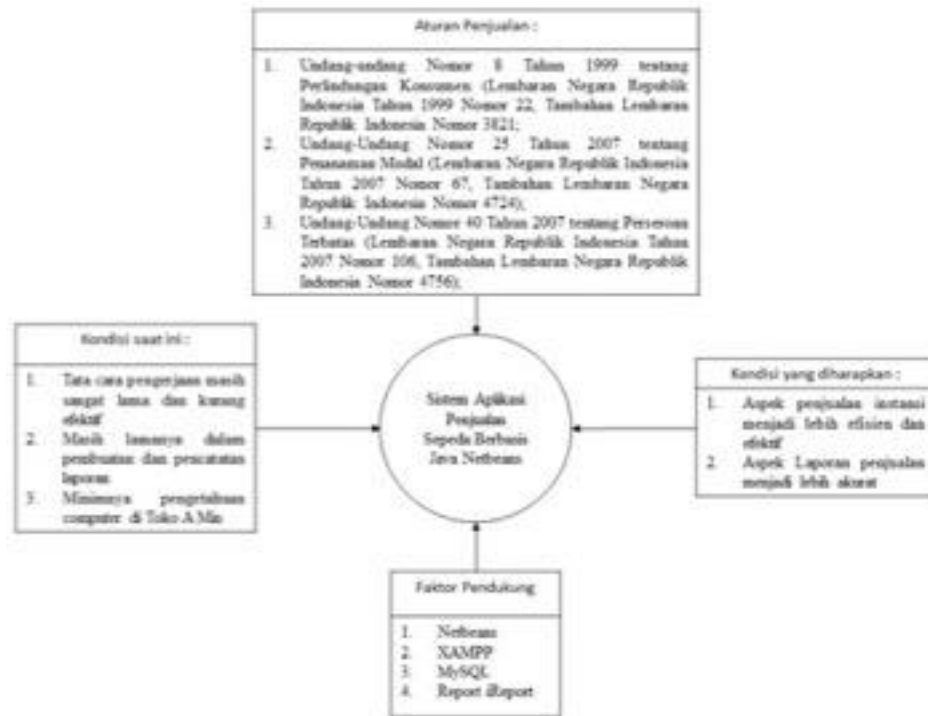 Aturan Penjualan :
1. Undang-undang Nomor 8 Tahun 1999 tentang
Perlindungan Konsumen (Lembaran Negara Republik
Indonesia Tahun 1999 Nomor 22, Tambahan Lembaran
Republik Indonesia Nomor 3821;
2. Undang-Undang Nomor 25 Tahun 2007 tentang
Penanaman Modal (Lembaran Negara Republik Indonesia
Tahun 2007 Nomor 67, Tambahan Lembaran Negara
Republik Indonesia Nomor 4724);
3. Undang-Undang Nomor 40 Tahun 2007 tentang Perseroan
Terbatas (Lembaran Negara Republik Indonesia Tahun
2007 Nomor 106, Tambahan Lembaran Negara Republik
Indonesia Nomor 4756);
Kondisi saat ini :
1. Tata cara pengerjaan masih
sangat lama dan kurang
efektif
2. Masih lamanya dalam
pembuatan dan pencatatan
laporan
3. Minimnya pengetahuan
computer di Toko A Min
Sistem Aplikasi
Penjualan
Sepeda Berbasis
Java Netbeans
Kondisi yang diharapkan :
1. Aspek penjualan instansi
menjadi lebih efisien dan
efektif
2. Aspek Laporan penjualan
menjadi lebih akurat
Faktor Pendukung
1. Netbeans
2. XAMPP
3. MySQL
4. Report iReport